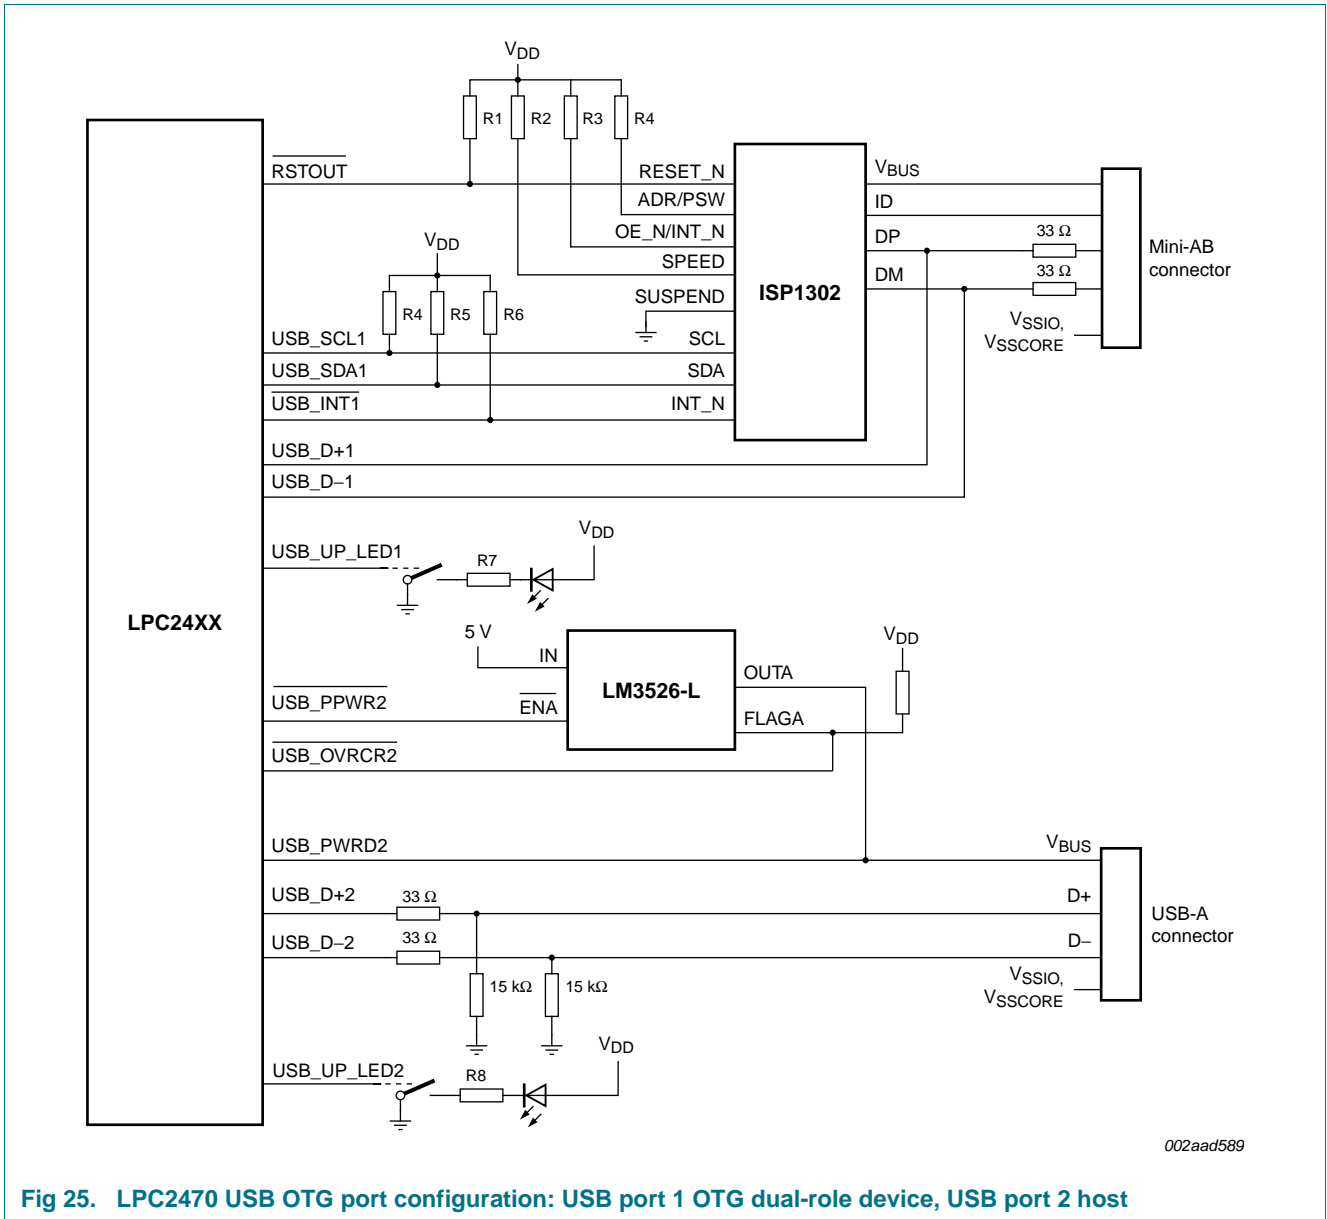 VDD
R1 R2 R3 R4
RSTOUT
RESET_N
ADR/PSW
OE_N/INT_N
SPEED
SUSPEND
SCL
SDA
INT_N
ISP1302
VBUS
ID
DP
DM
33 Ω
33 Ω
VSSIO,
VSSCORE
Mini-AB
connector
VDD
R4 R5 R6
USB_SCL1
USB_SDA1
USB_INT1
USB_D+1
USB_D−1
USB_UP_LED1
R7
VDD
LPC24XX
5 V
IN
ENA
LM3526-L
OUTA
FLAGA
VDD
USB_PPWR2
USB_OVRCR2
USB_PWRD2
VBUS
USB_D+2
33 Ω
D+
USB_D−2
33 Ω
D−
USB-A
connector
15 kΩ 15 kΩ
VSSIO,
VSSCORE
USB_UP_LED2
R8
VDD
002aad589
Fig 25. LPC2470 USB OTG port configuration: USB port 1 OTG dual-role device, USB port 2 host